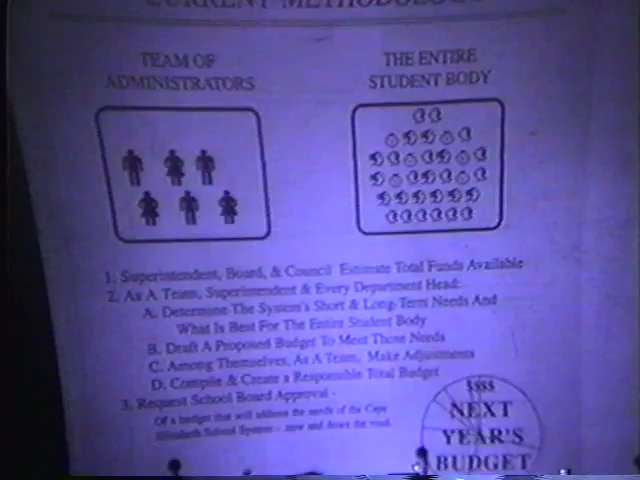 CURRENT METHODOLOGY
TEAM OF
ADMINISTRATORS
THE ENTIRE
STUDENT BODY
1. Superintendent, Board, & Council Estimate Total Funds Available
2. As A Team, Superintendent & Every Department Head:
A. Determine The System's Short & Long-Term Needs And
What Is Best For The Entire Student Body
B. Draft A Proposed Budget To Meet Those Needs
C. Among Themselves, As A Team, Make Adjustments
D. Compile & Create a Responsible Total Budget
3. Request School Board Approval -
Of a budget that will address the needs of the Cape
Elizabeth School System - now and down the road.
$$$$
NEXT
YEAR'S
BUDGET